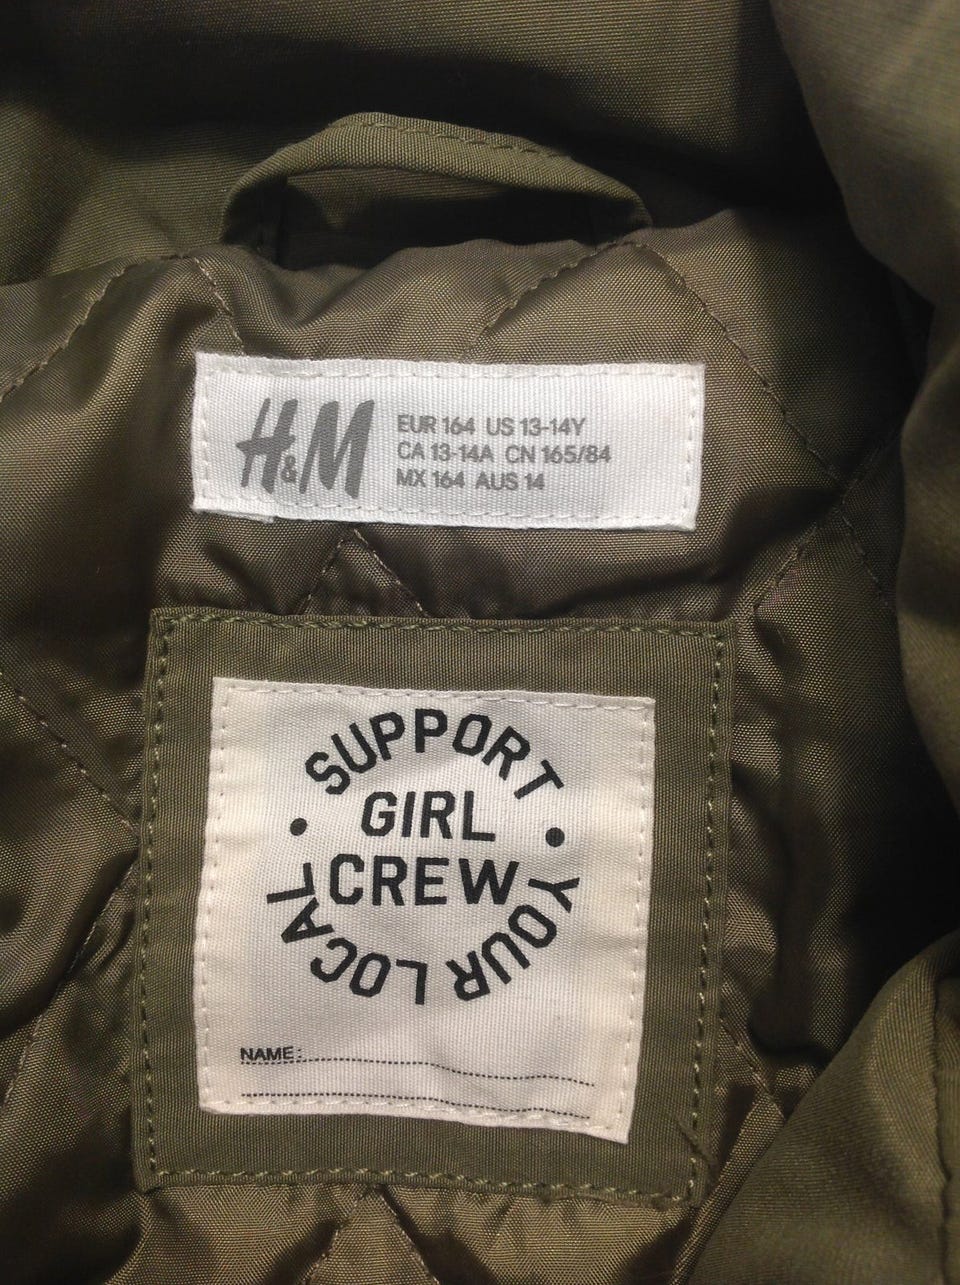 H&M
EUR 164 US 13-14Y
CA 13-14A CN 165/84
MX 164 AUS 14
SUPPORT
GIRL
CREW
YOUR LOCAL
NAME: